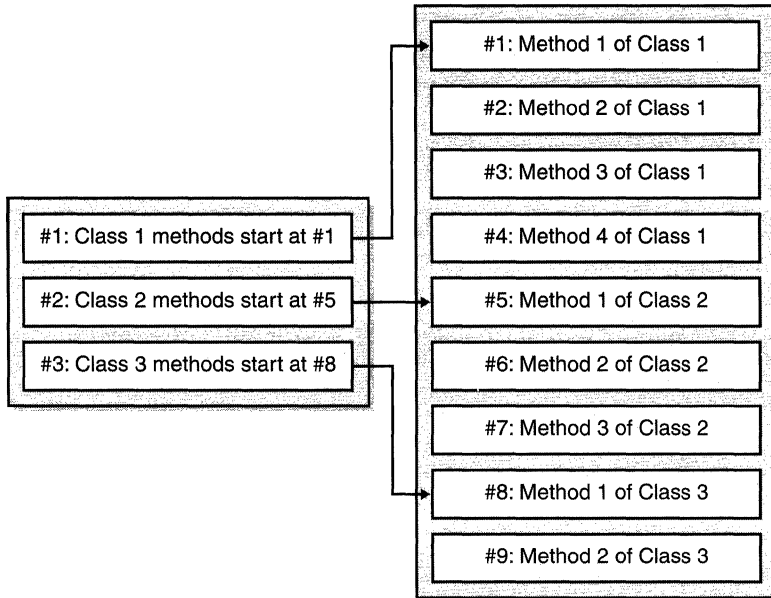 #1: Class 1 methods start at #1
#2: Class 2 methods start at #5
#3: Class 3 methods start at #8
#1: Method 1 of Class 1
#2: Method 2 of Class 1
#3: Method 3 of Class 1
#4: Method 4 of Class 1
#5: Method 1 of Class 2
#6: Method 2 of Class 2
#7: Method 3 of Class 2
#8: Method 1 of Class 3
#9: Method 2 of Class 3